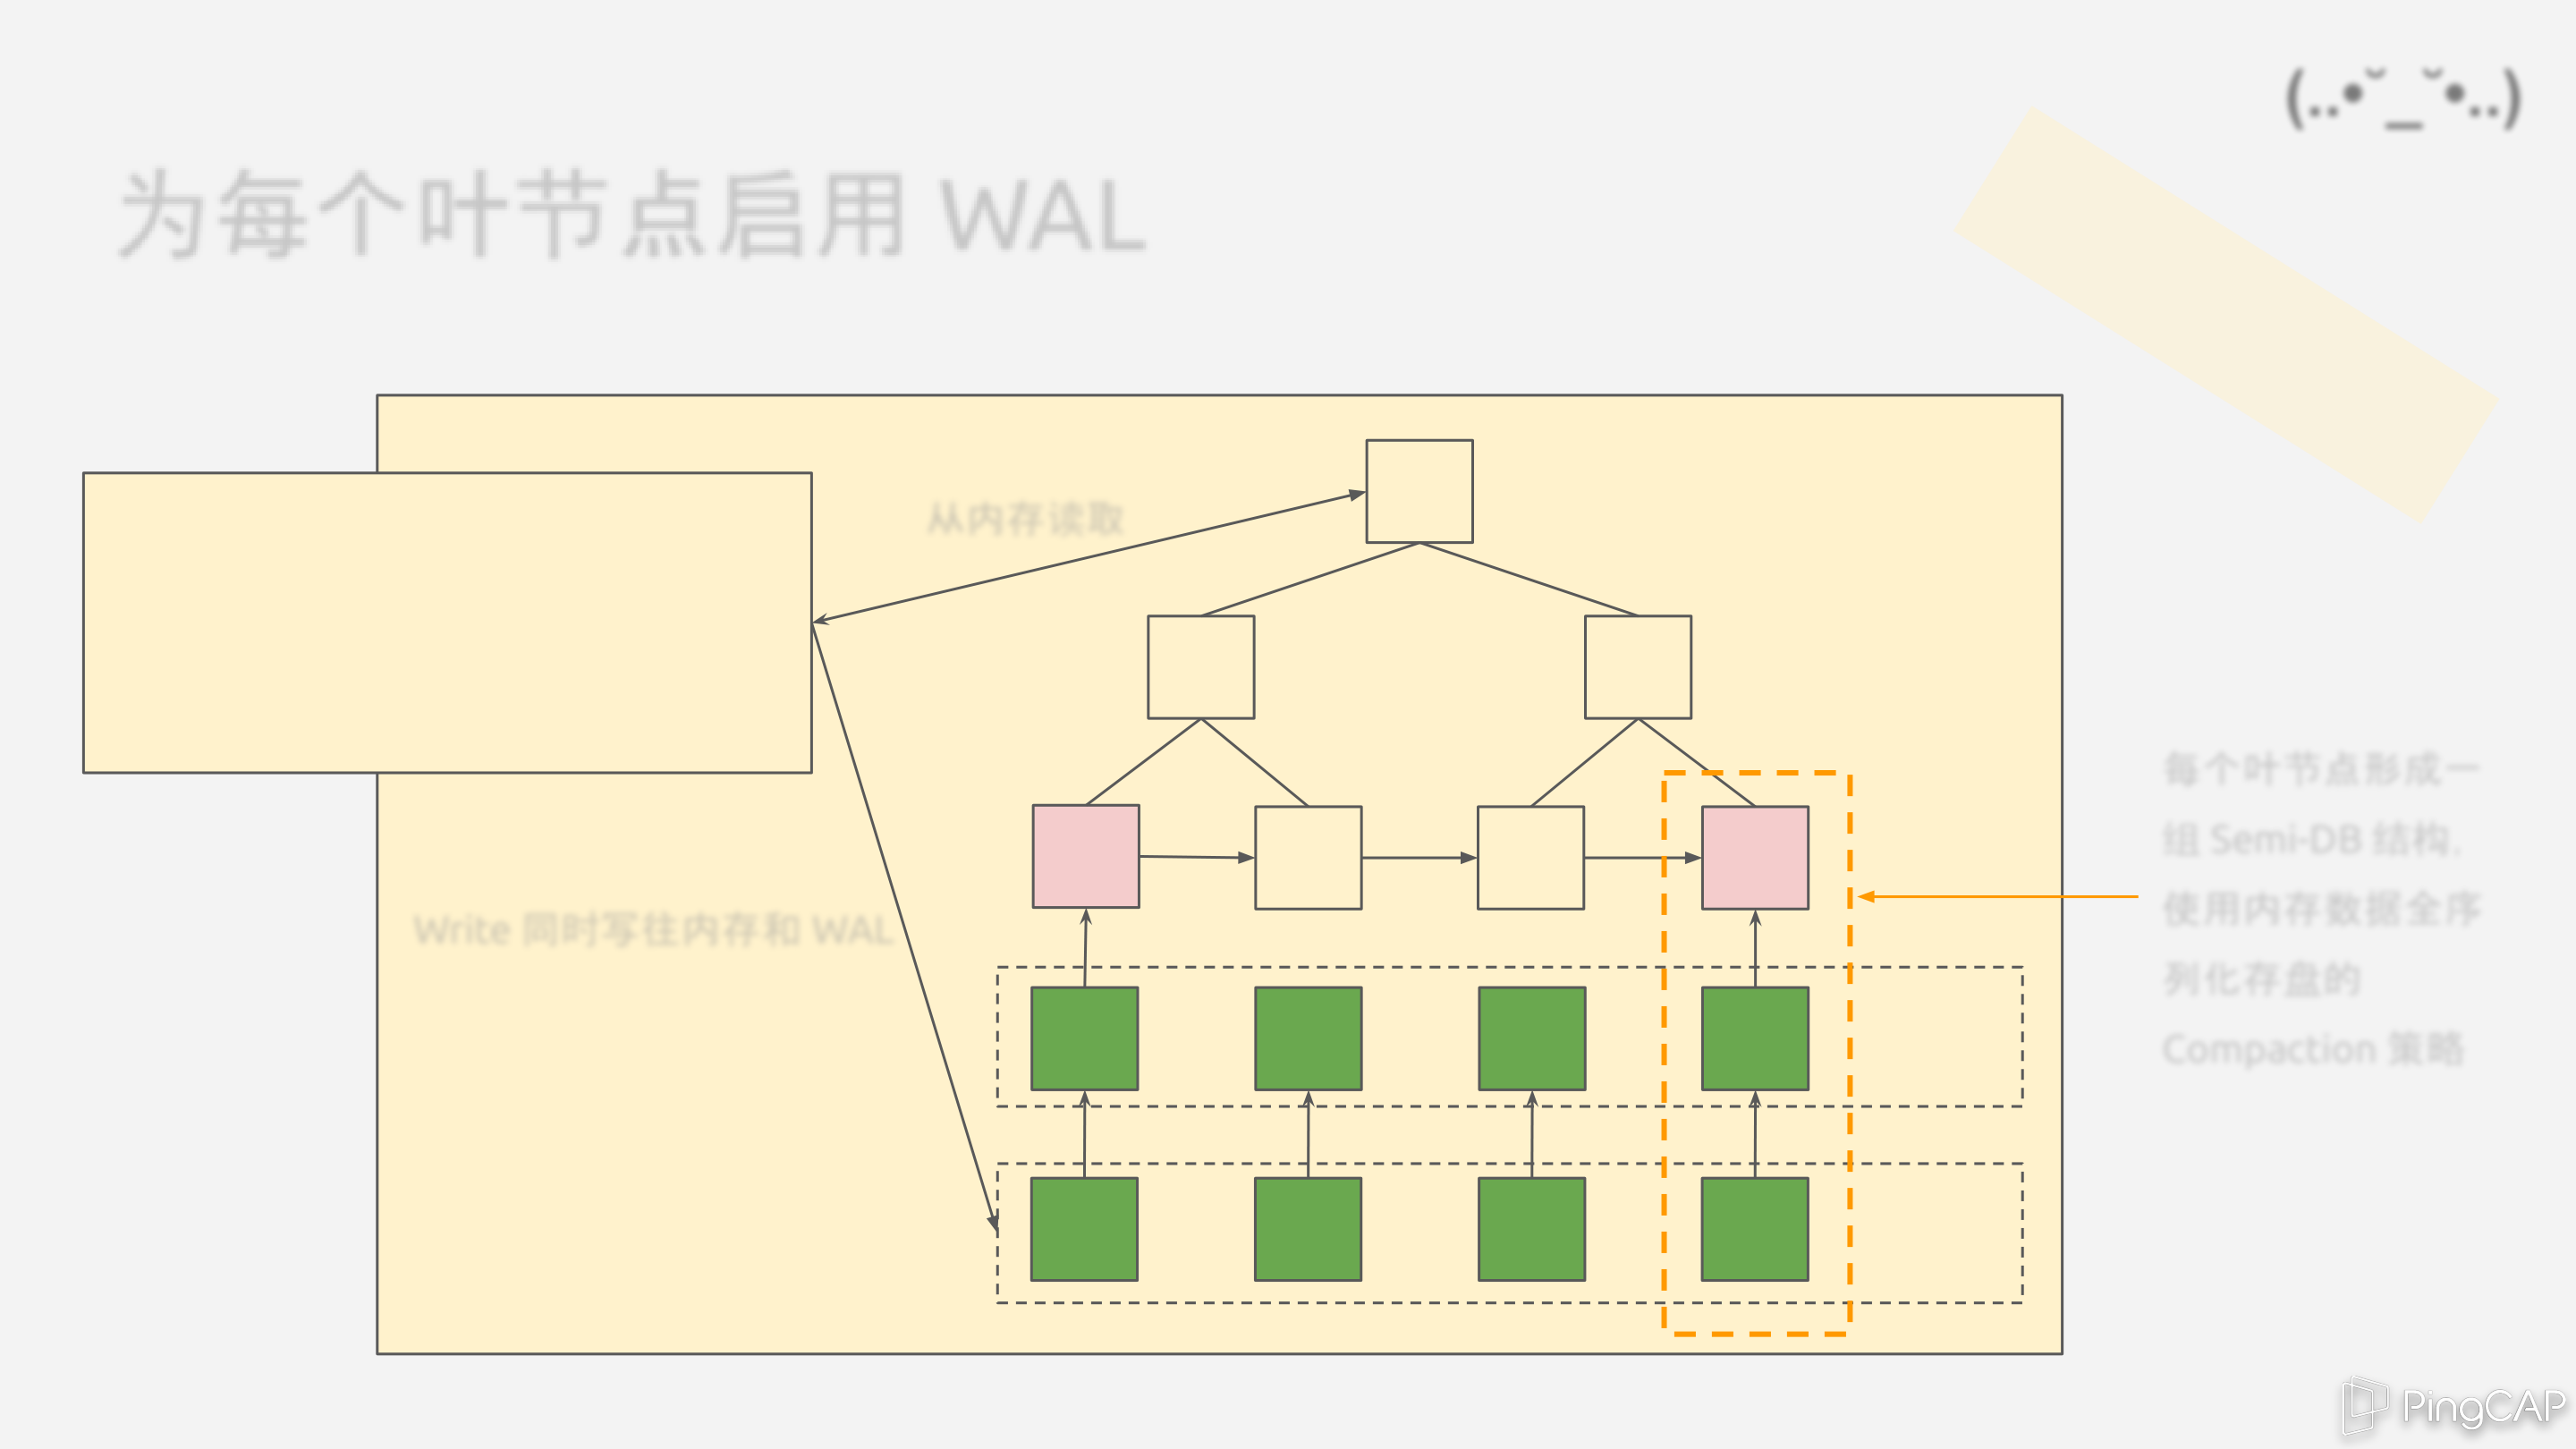 (..•˘_˘•..)
为每个叶节点启用 WAL
从内存读取
Write 同时写往内存和 WAL
每个叶节点形成一
组 Semi-DB 结构，
使用内存数据全序
列化存盘的
Compaction 策略
PingCAP